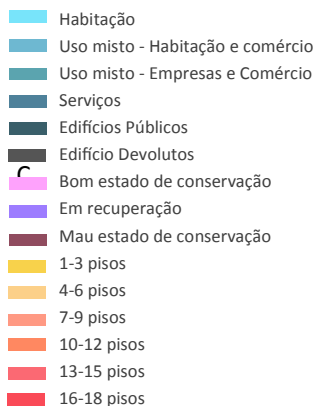 Habitação
Uso misto - Habitação e comércio
Uso misto - Empresas e Comércio
Serviços
Edifícios Públicos
Edifício Devolutos
Bom estado de conservação
Em recuperação
Mau estado de conservação
1-3 pisos
4-6 pisos
7-9 pisos
10-12 pisos
13-15 pisos
16-18 pisos